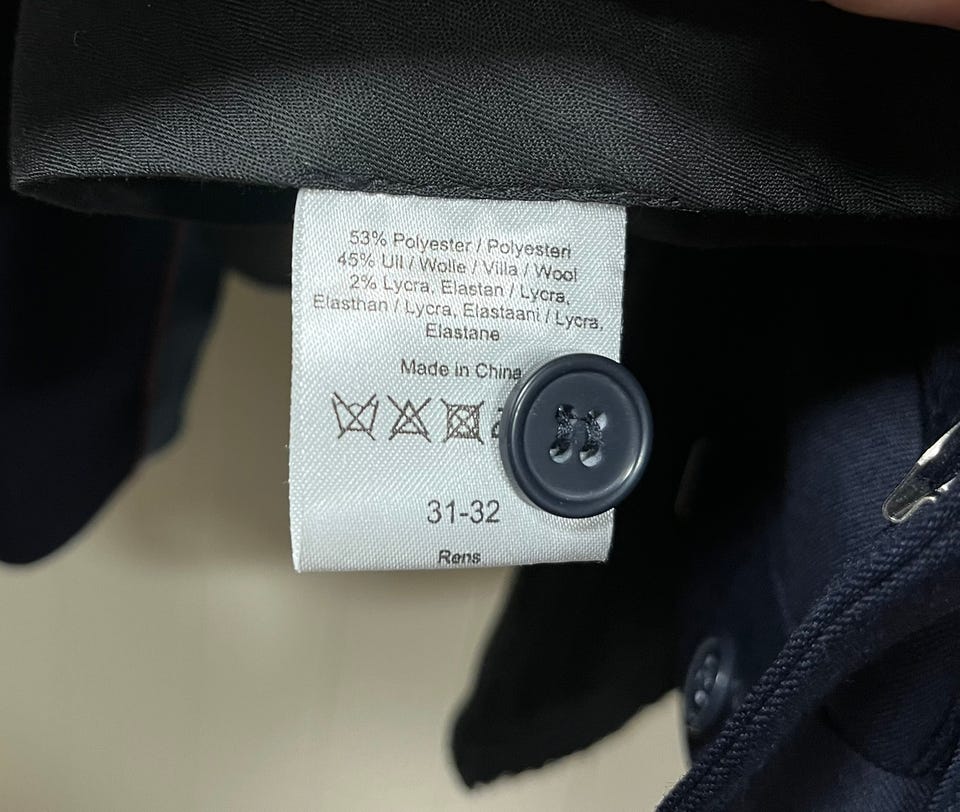 53% Polyester / Polyesteri
45% Ull / Wolle / Villa / Wool
2% Lycra, Elastan / Lycra,
Elasthan / Lycra, Elastaani / Lycra,
Elastane
Made in China
31-32
Rens